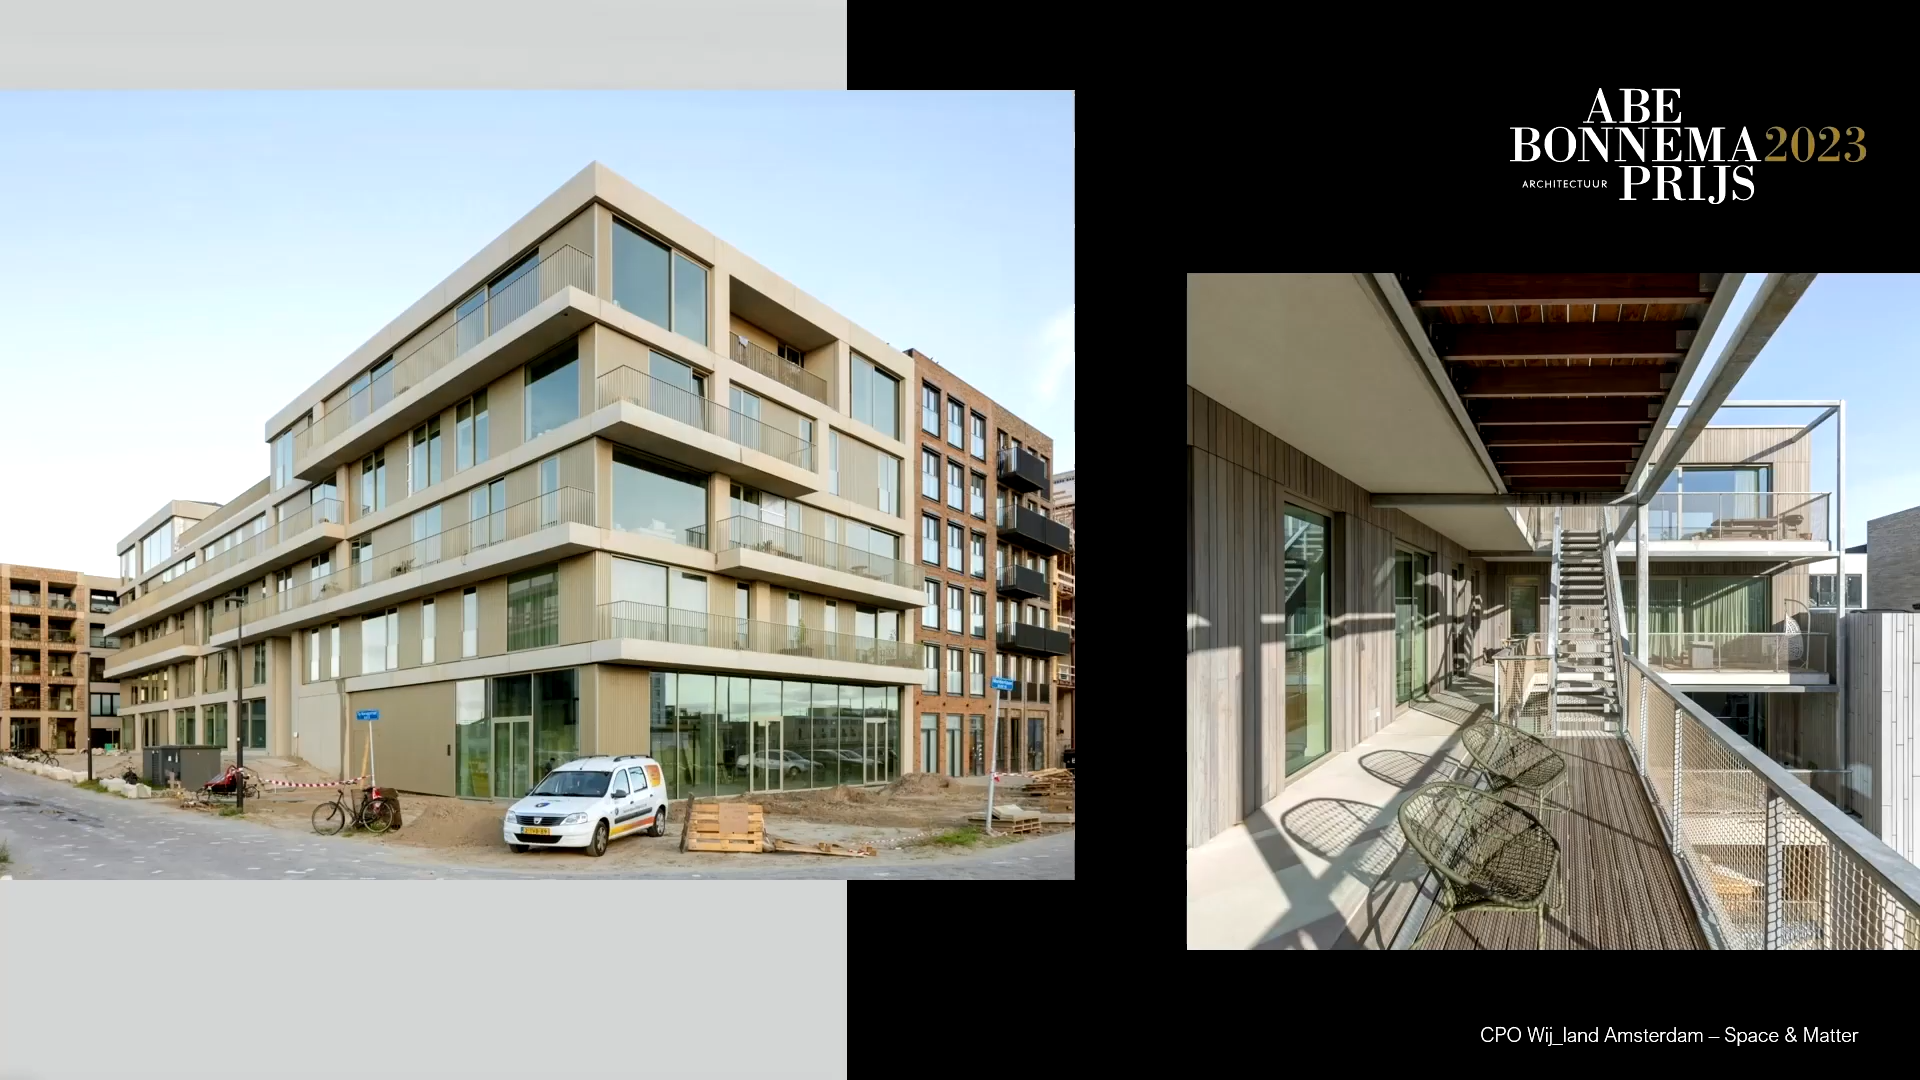 ABE
BONNEMA 2023
ARCHITECTUUR PRIJS
CPO Wij_land Amsterdam – Space & Matter